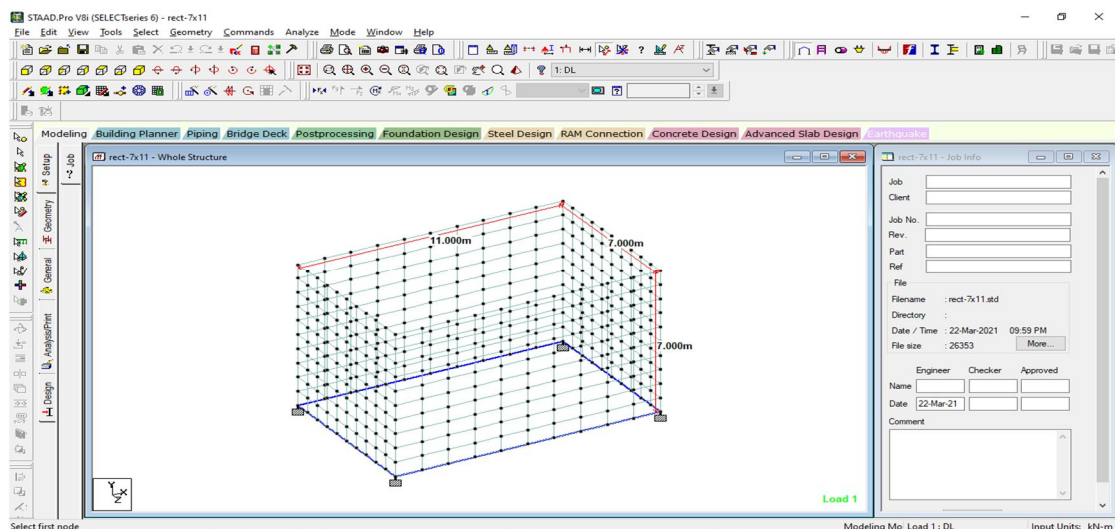 STAAD.Pro V8i (SELECTseries 6) - rect-7x11
File Edit View Tools Select Geometry Commands Analyze Mode Window Help
1: DL
Modeling Building Planner Piping Bridge Deck Postprocessing Foundation Design Steel Design RAM Connection Concrete Design Advanced Slab Design Earthquake
Setup
Geometry
General
Analysis/Print
Design
Job
rect-7x11 - Whole Structure
11.000m
7.000m
7.000m
Y
X
Z
Load 1
rect-7x11 - Job Info
Job
Client
Job No.
Rev.
Part
Ref
File
Filename : rect-7x11.std
Directory :
Date / Time : 22-Mar-2021 09:59 PM
File size : 26353 More...
Engineer Checker Approved
Name
Date 22-Mar-21
Comment
Select first node
Modeling Mo Load 1 : DL Input Units: kN-m